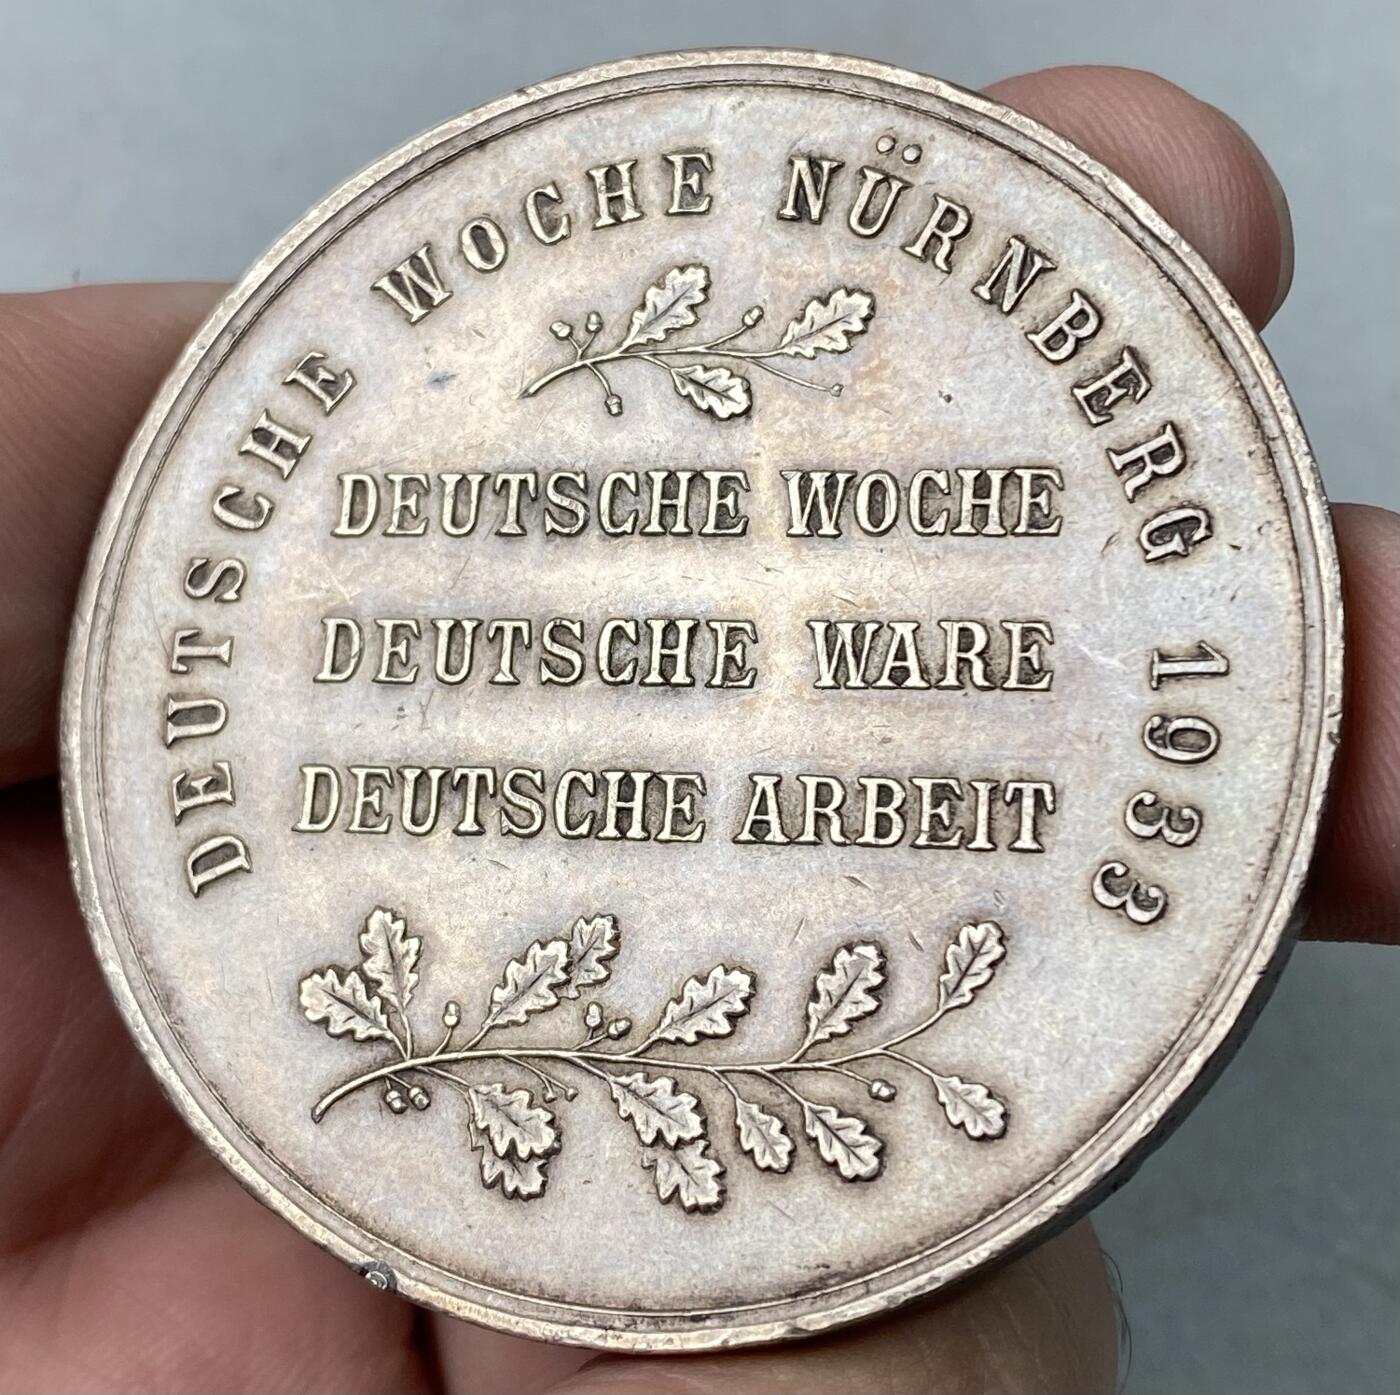 DEUTSCHE WOCHE NÜRNBERG 1933
DEUTSCHE WOCHE
DEUTSCHE WARE
DEUTSCHE ARBEIT